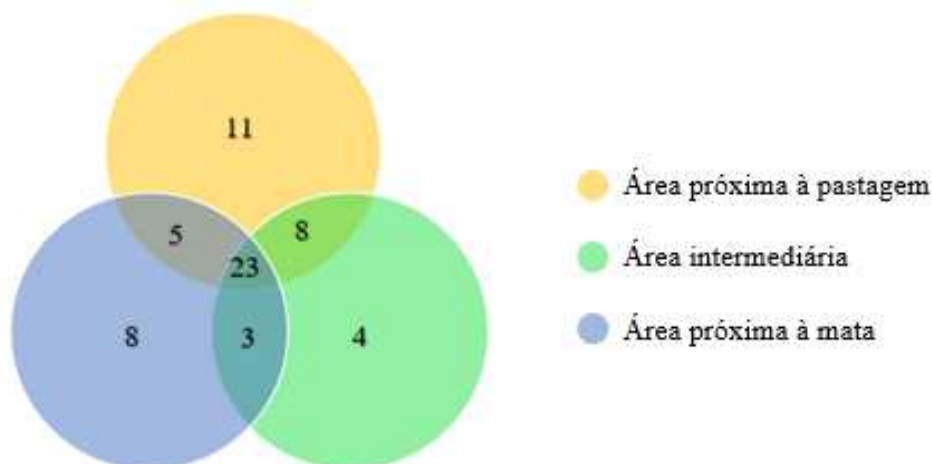 11
5
8
23
8
3
4
Área próxima à pastagem
Área intermediária
Área próxima à mata